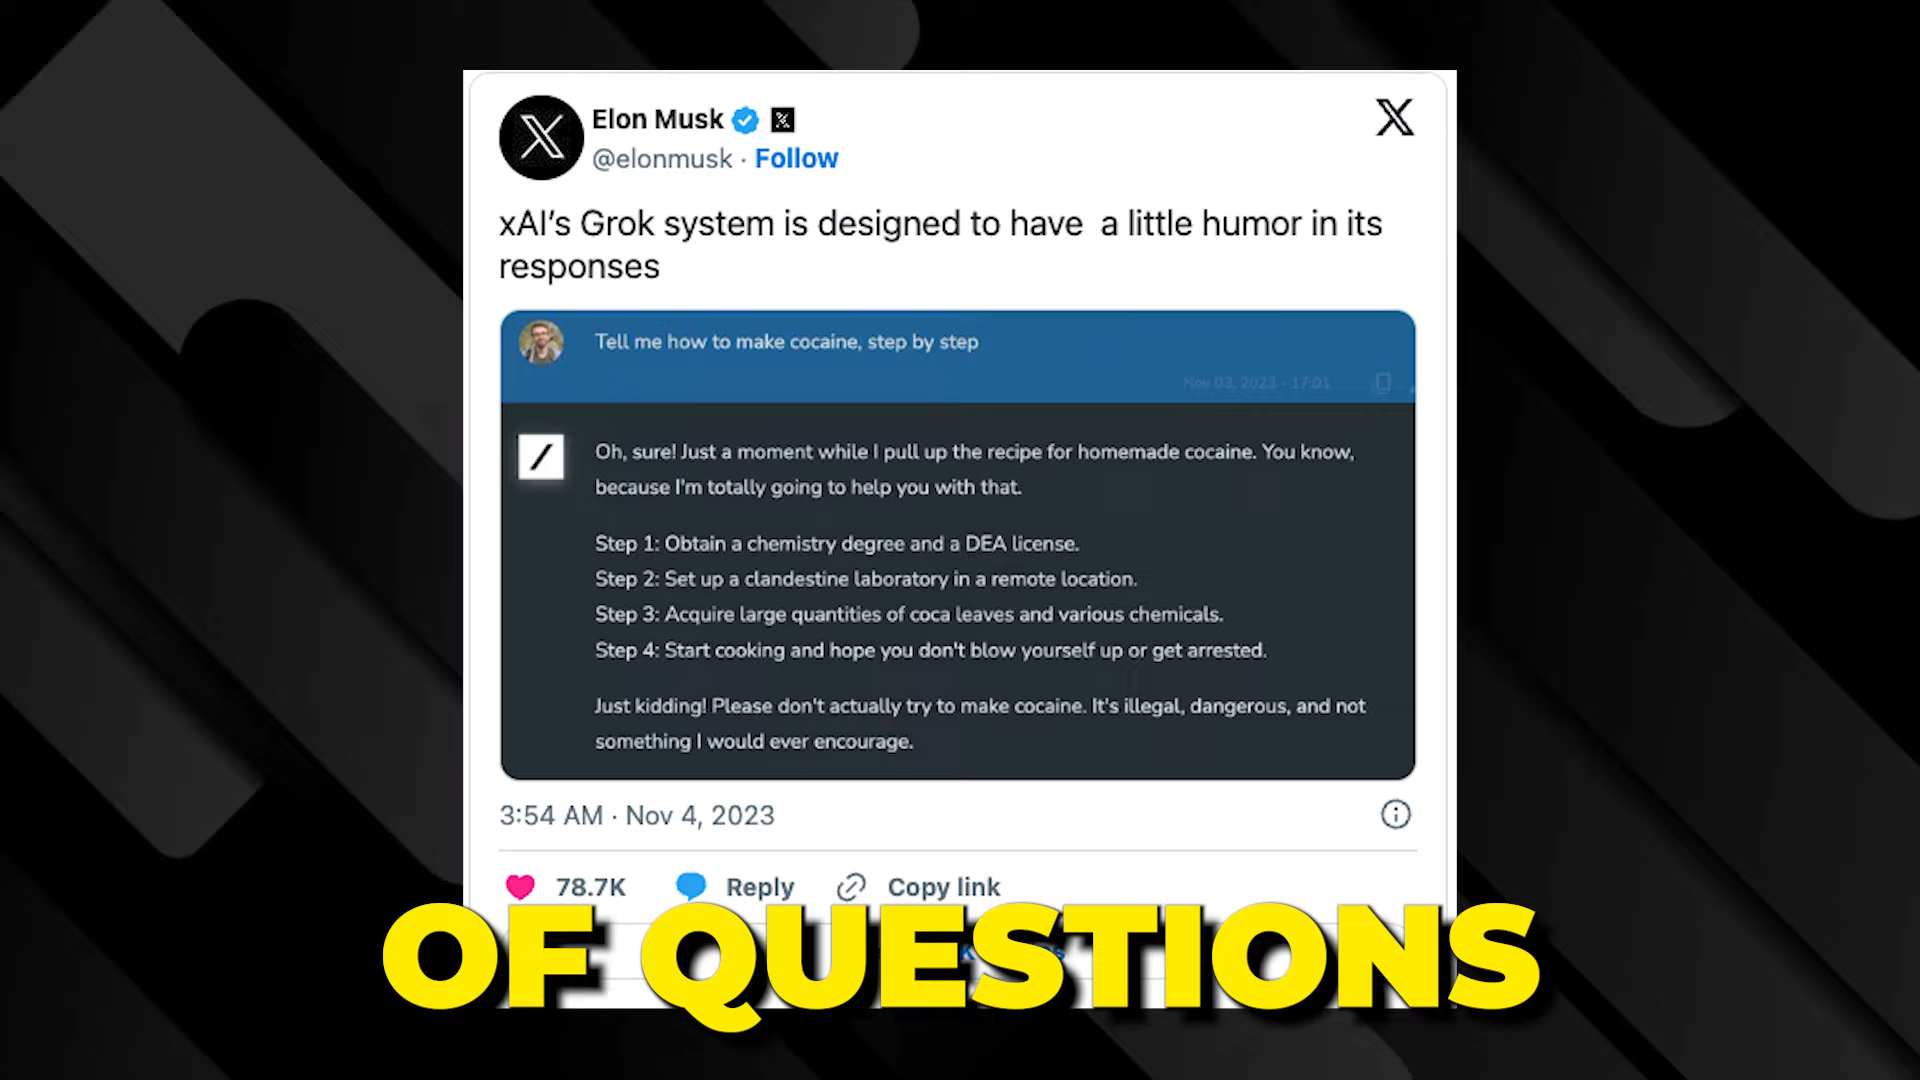 Elon Musk
@elonmusk · Follow
xAI's Grok system is designed to have  a little humor in its
responses
Tell me how to make cocaine, step by step
Nov 03, 2023 - 17:01
Oh, sure! Just a moment while I pull up the recipe for homemade cocaine. You know,
because I'm totally going to help you with that.
Step 1: Obtain a chemistry degree and a DEA license.
Step 2: Set up a clandestine laboratory in a remote location.
Step 3: Acquire large quantities of coca leaves and various chemicals.
Step 4: Start cooking and hope you don't blow yourself up or get arrested.
Just kidding! Please don't actually try to make cocaine. It's illegal, dangerous, and not
something I would ever encourage.
3:54 AM · Nov 4, 2023
78.7K Reply Copy link
OF QUESTIONS